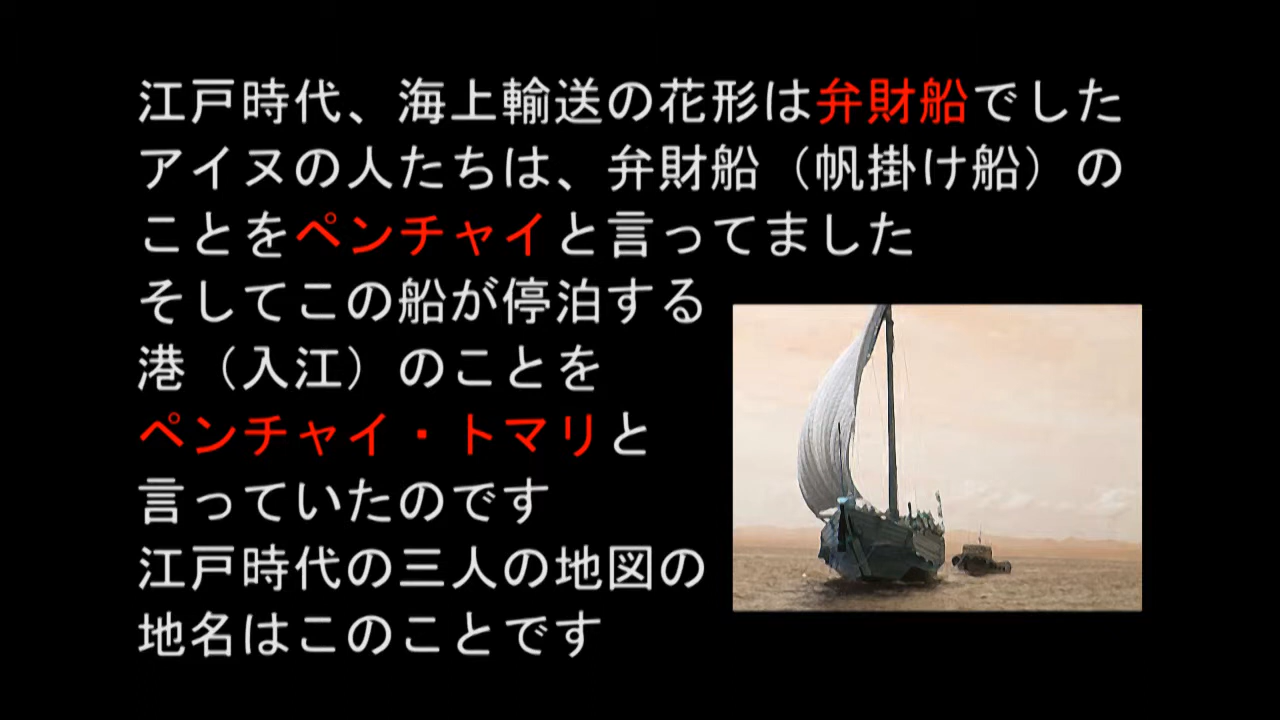 江戸時代、海上輸送の花形は弁財船でした
アイヌの人たちは、弁財船（帆掛け船）の
ことをペンチャイと言ってました
そしてこの船が停泊する
港（入江）のことを
ペンチャイ・トマリと
言っていたのです
江戸時代の三人の地図の
地名はこのことです